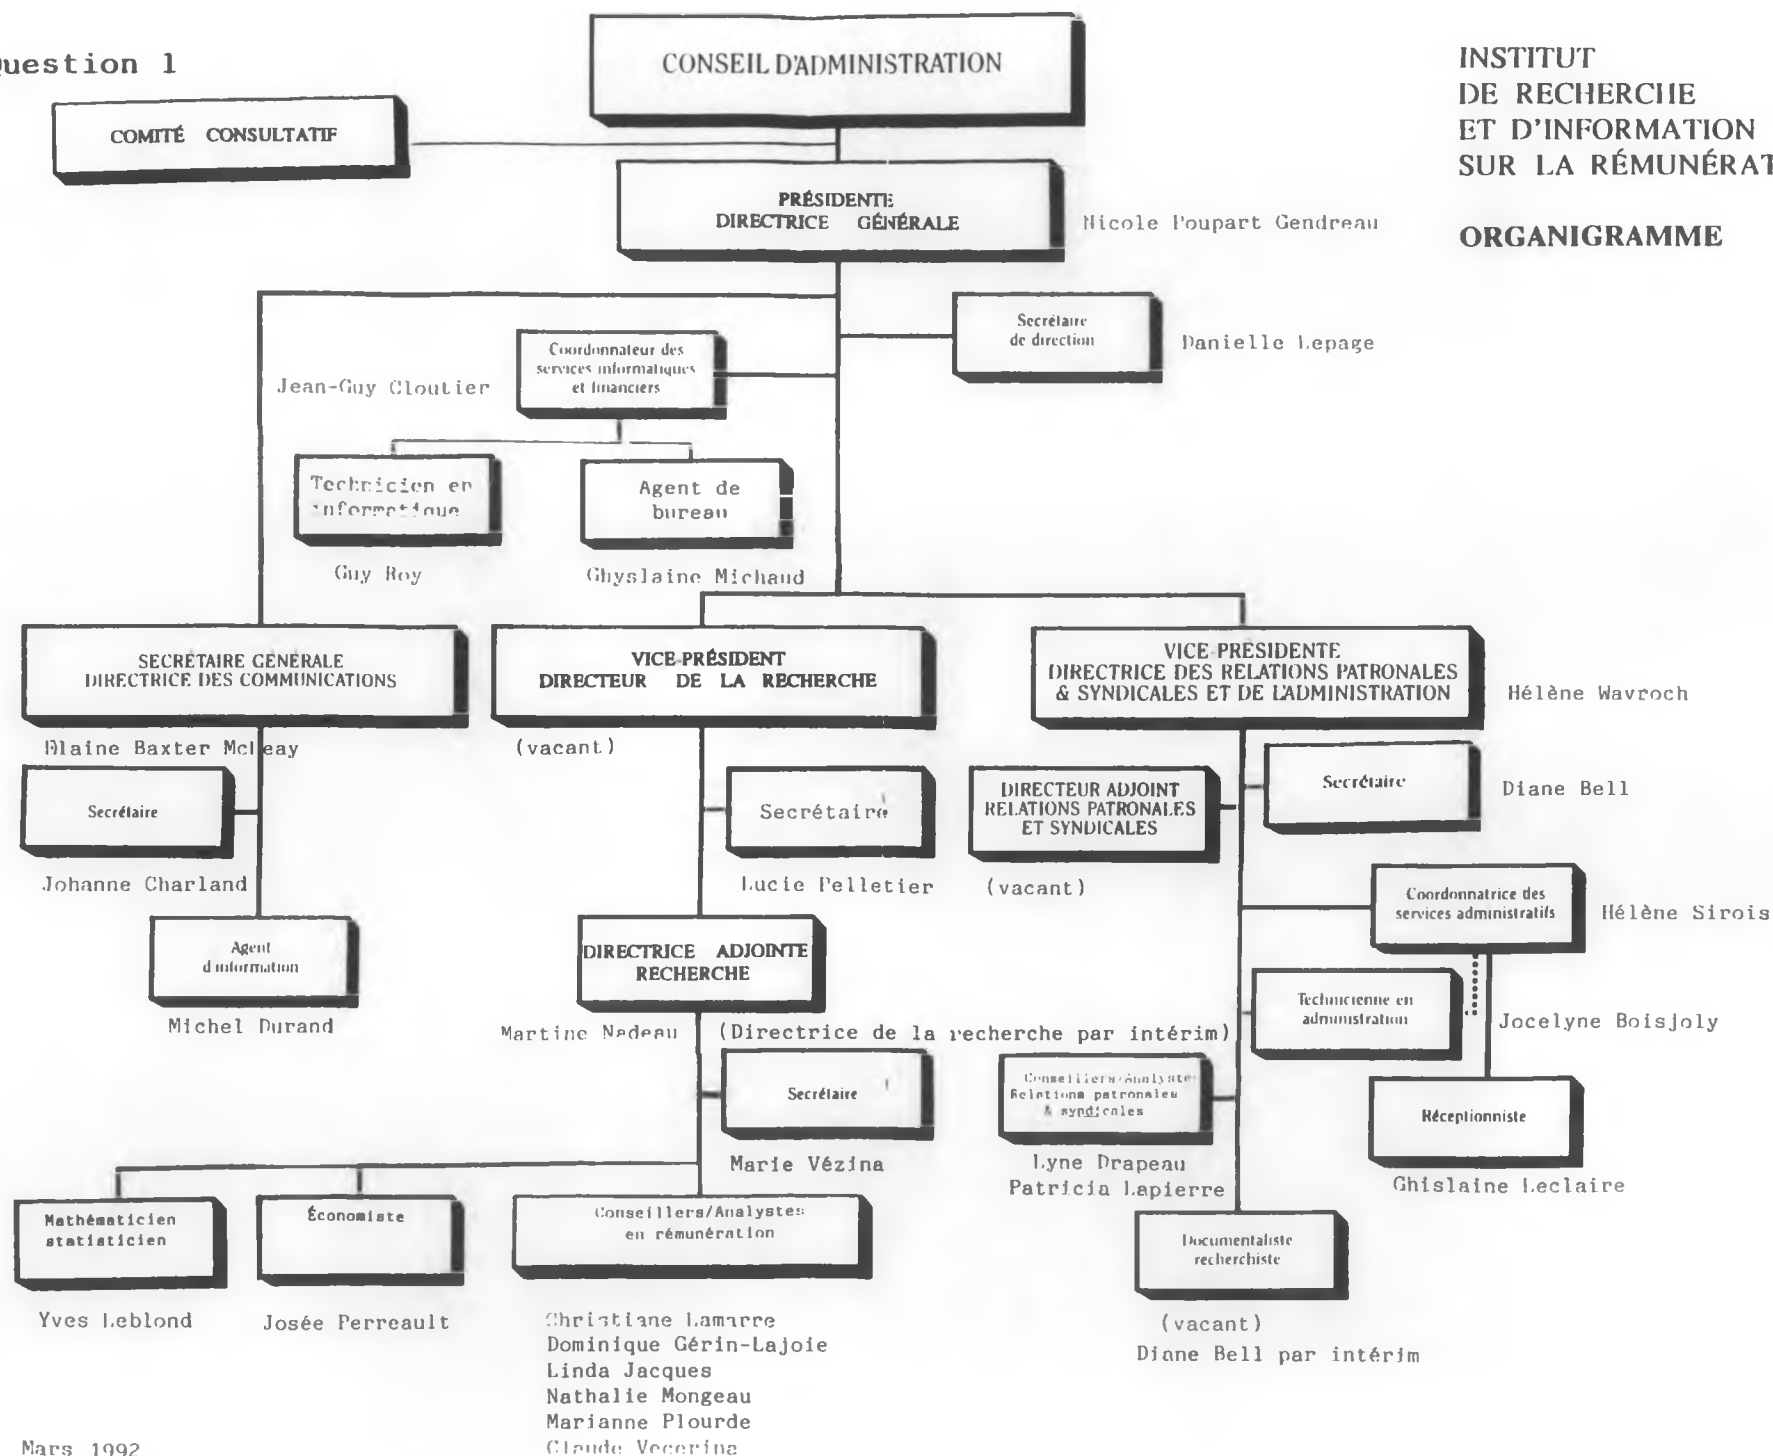 Question 1
CONSEIL D'ADMINISTRATION
INSTITUT
DE RECHERCHE
ET D'INFORMATION
SUR LA RÉMUNÉRAT
ORGANIGRAMME
COMITÉ CONSULTATIF
PRÉSIDENTE
DIRECTRICE GÉNÉRALE
Nicole Poupart Gendreau
Secrétaire
de direction
Danielle Lepage
Coordonnateur des
services informatiques
et financiers
Jean-Guy Cloutier
Technicien en
informatique
Guy Roy
Agent de
bureau
Ghyslaine Michaud
SECRÉTAIRE GÉNÉRALE
DIRECTRICE DES COMMUNICATIONS
Elaine Baxter McLeay
VICE-PRÉSIDENT
DIRECTEUR DE LA RECHERCHE
(vacant)
VICE-PRÉSIDENTE
DIRECTRICE DES RELATIONS PATRONALES
& SYNDICALES ET DE L'ADMINISTRATION
Hélène Wavroch
Secrétaire
Johanne Charland
Agent
d'information
Michel Durand
Secrétaire
Lucie Pelletier
DIRECTEUR ADJOINT
RELATIONS PATRONALES
ET SYNDICALES
(vacant)
Secrétaire
Diane Bell
Coordonnatrice des
services administratifs
Hélène Sirois
DIRECTRICE ADJOINTE
RECHERCHE
Martine Nadeau (Directrice de la recherche par intérim)
Technicienne en
administration
Jocelyne Boisjoly
Secrétaire
Marie Vézina
Conseillers/Analystes
Relations patronales
& syndicales
Lyne Drapeau
Patricia Lapierre
Réceptionniste
Ghislaine Leclaire
Mathématicien
statisticien
Yves Leblond
Économiste
Josée Perreault
Conseillers/Analystes
en rémunération
Christiane Lamarre
Dominique Gérin-Lajoie
Linda Jacques
Nathalie Mongeau
Marianne Plourde
Claude Vecerina
Documentaliste
recherchiste
(vacant)
Diane Bell par intérim
Mars 1992